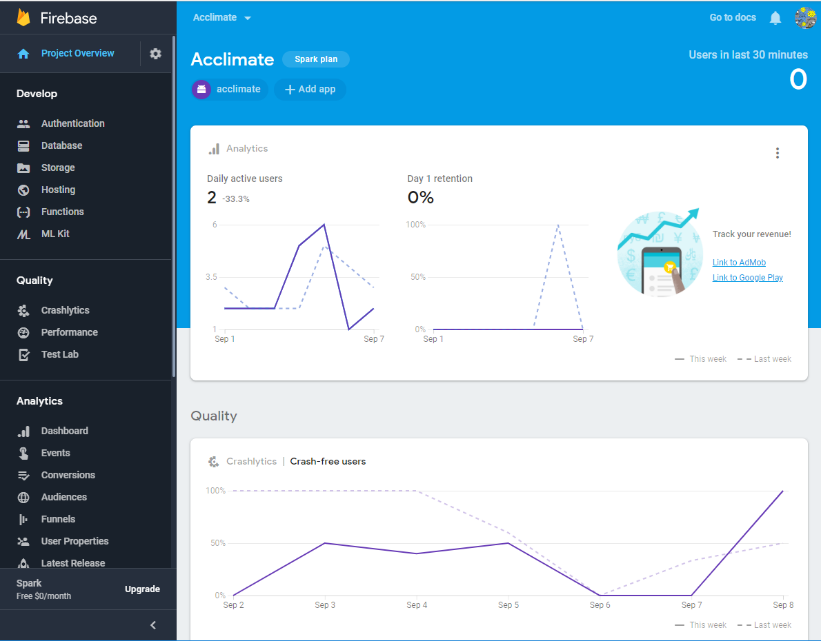 Firebase
Acclimate
Go to docs
Project Overview
Acclimate
Spark plan
Users in last 30 minutes
0
acclimate
+ Add app
Develop
Authentication
Database
Storage
Hosting
Functions
ML Kit
Quality
Crashlytics
Performance
Test Lab
Analytics
Dashboard
Events
Conversions
Audiences
Funnels
User Properties
Latest Release
Spark
Free $0/month
Upgrade
Analytics
Daily active users
2 -33.3%
6
3.5
1
Sep 1
Sep 7
Day 1 retention
0%
100%
50%
0%
Sep 1
Sep 7
Track your revenue!
Link to AdMob
Link to Google Play
This week
Last week
Quality
Crashlytics | Crash-free users
100%
50%
0%
Sep 2
Sep 3
Sep 4
Sep 5
Sep 6
Sep 7
Sep 8
This week
Last week